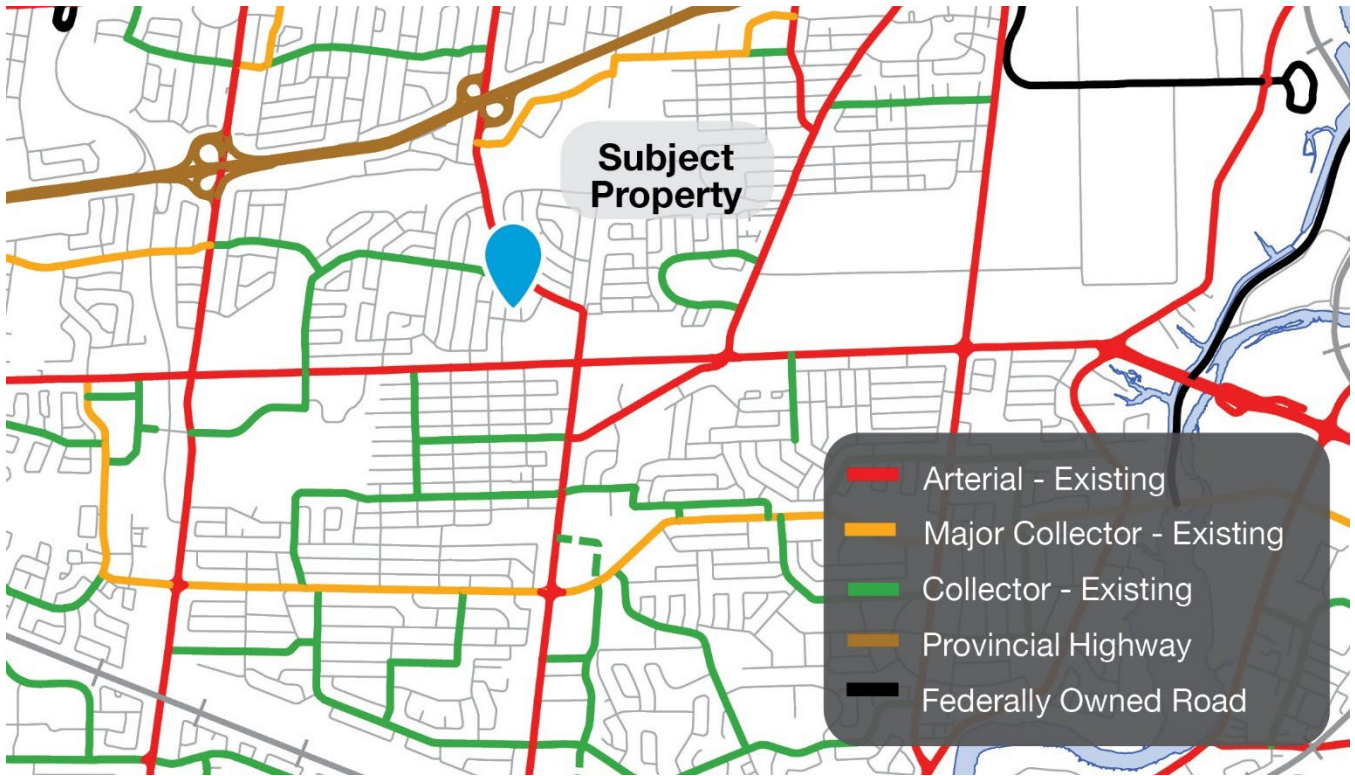 Subject
Property
Arterial - Existing
Major Collector - Existing
Collector - Existing
Provincial Highway
Federally Owned Road